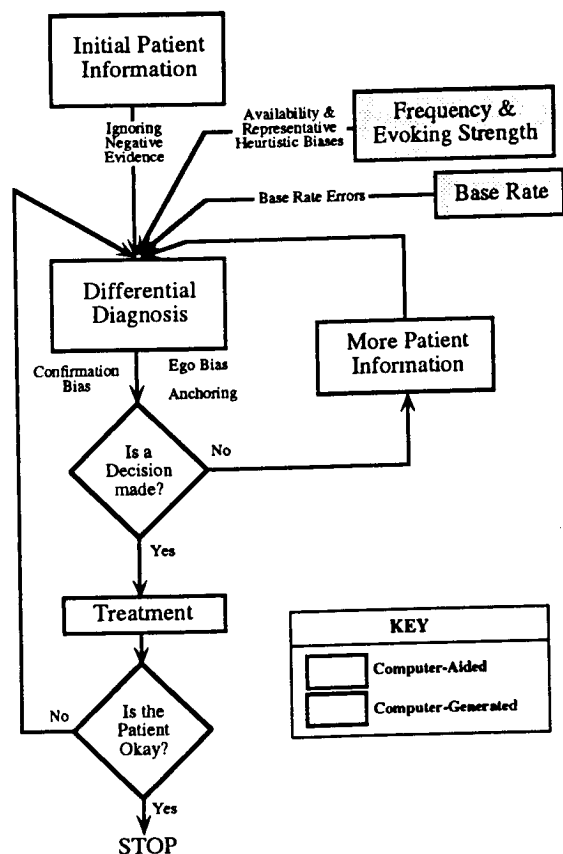 Initial Patient
Information
Ignoring
Negative
Evidence
Availability &
Representative
Heurtistic Biases
Frequency &
Evoking Strength
Base Rate Errors
Base Rate
Differential
Diagnosis
More Patient
Information
Confirmation
Bias
Ego Bias
Anchoring
Is a
Decision
made?
No
Yes
Treatment
KEY
Computer-Aided
Computer-Generated
No
Is the
Patient
Okay?
Yes
STOP